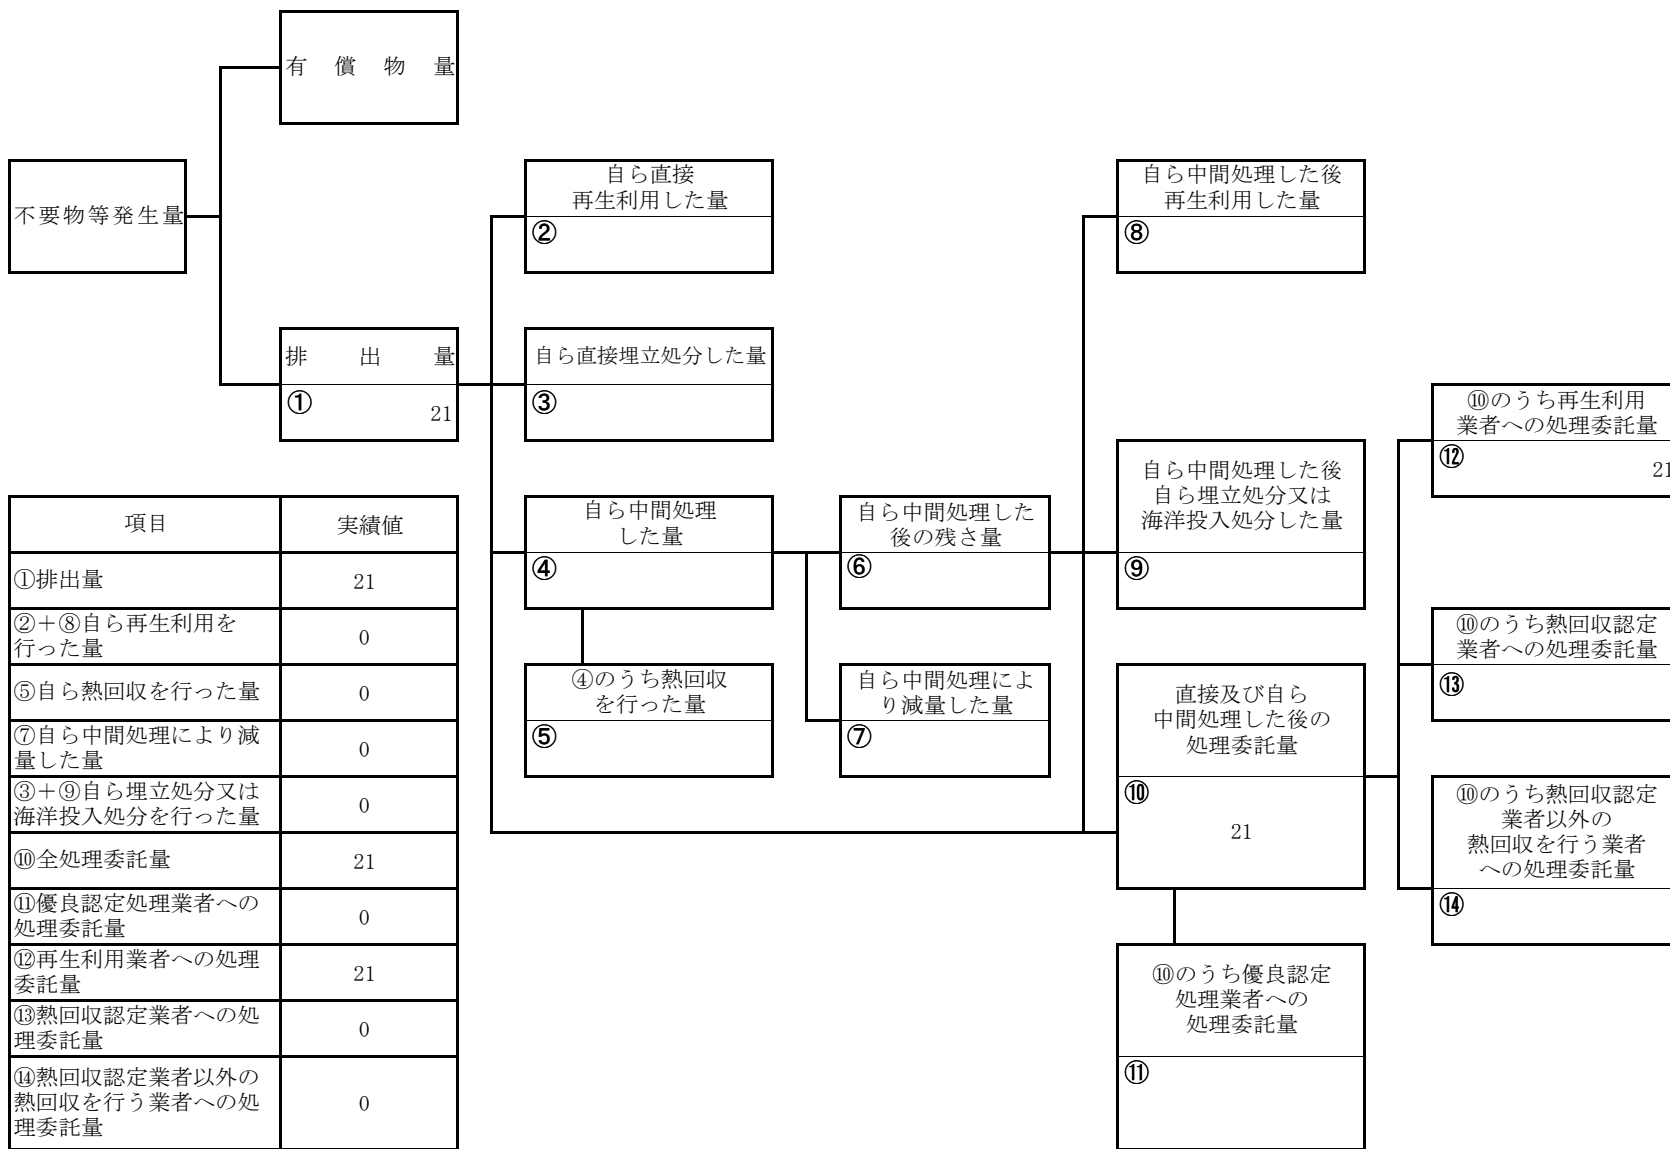 有償物量
不要物等発生量
排出量
①
21
自ら直接
再生利用した量
②
自ら直接埋立処分した量
③
自ら中間処理
した量
④
④のうち熱回収
を行った量
⑤
自ら中間処理した
後の残さ量
⑥
自ら中間処理によ
り減量した量
⑦
自ら中間処理した後
再生利用した量
⑧
自ら中間処理した後
自ら埋立処分又は
海洋投入処分した量
⑨
直接及び自ら
中間処理した後の
処理委託量
⑩
21
⑩のうち優良認定
処理業者への
処理委託量
⑪
⑩のうち再生利用
業者への処理委託量
⑫
21
⑩のうち熱回収認定
業者への処理委託量
⑬
⑩のうち熱回収認定
業者以外の
熱回収を行う業者
への処理委託量
⑭
項目 実績値
①排出量 21
②+⑧自ら再生利用を
行った量 0
⑤自ら熱回収を行った量 0
⑦自ら中間処理により減
量した量 0
③+⑨自ら埋立処分又は
海洋投入処分を行った量 0
⑩全処理委託量 21
⑪優良認定処理業者への
処理委託量 0
⑫再生利用業者への処理
委託量 21
⑬熱回収認定業者への処
理委託量 0
⑭熱回収認定業者以外の
熱回収を行う業者への処
理委託量 0